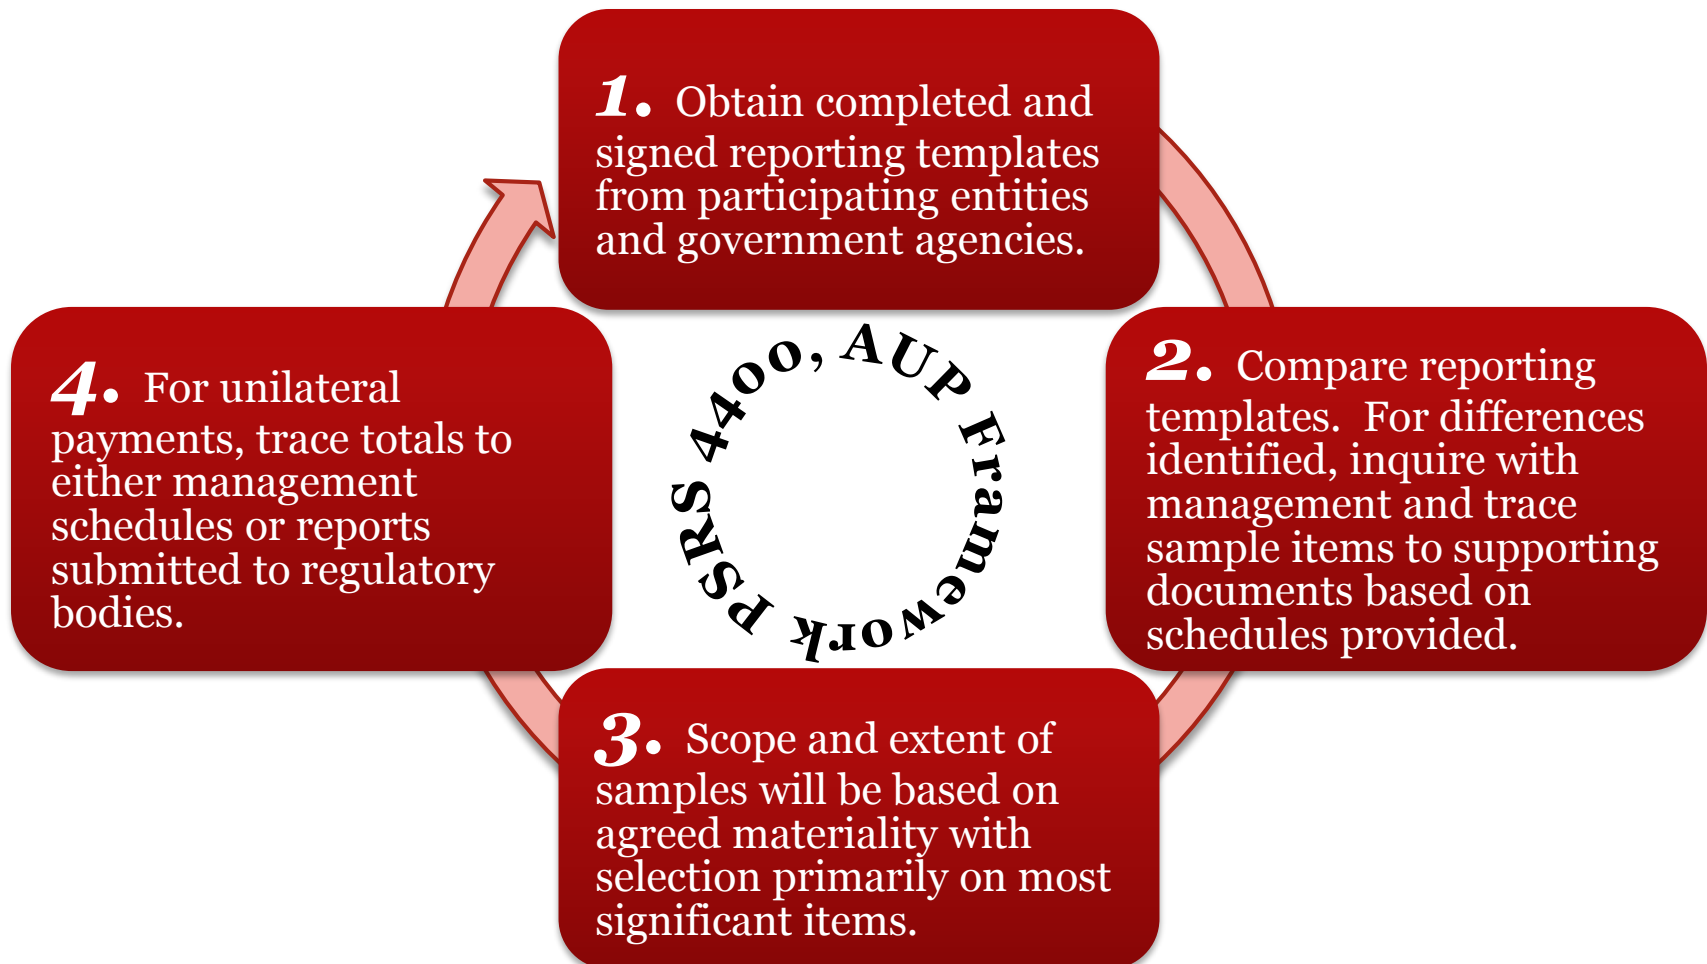 1. Obtain completed and
signed reporting templates
from participating entities
and government agencies.
2. Compare reporting
templates.  For differences
identified, inquire with
management and trace
sample items to supporting
documents based on
schedules provided.
3. Scope and extent of
samples will be based on
agreed materiality with
selection primarily on most
significant items.
4. For unilateral
payments, trace totals to
either management
schedules or reports
submitted to regulatory
bodies.
PSRS 4400, AUP Framework